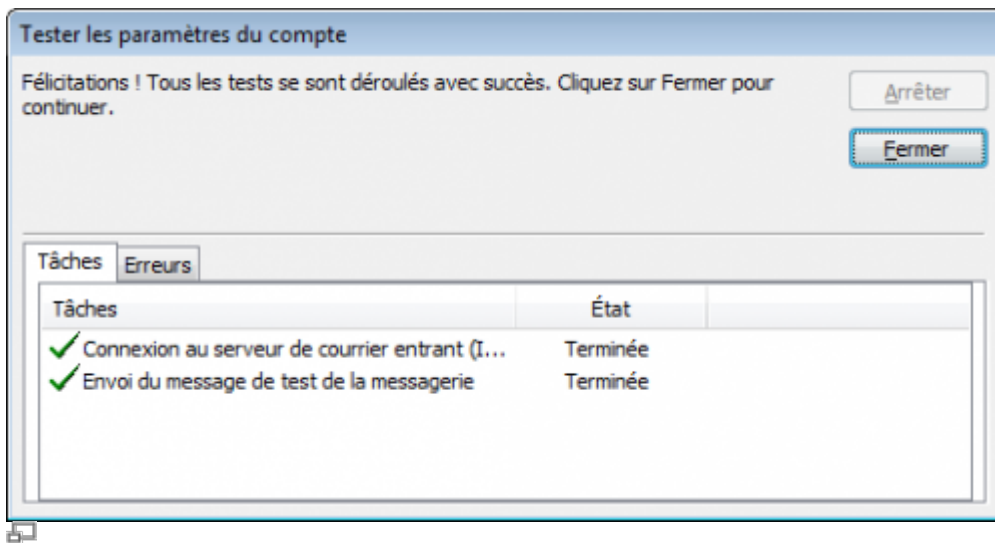 Tester les paramètres du compte
Félicitations ! Tous les tests se sont déroulés avec succès. Cliquez sur Fermer pour
continuer.
Arrêter
Fermer
Tâches Erreurs
Tâches État
Connexion au serveur de courrier entrant (I... Terminée
Envoi du message de test de la messagerie Terminée